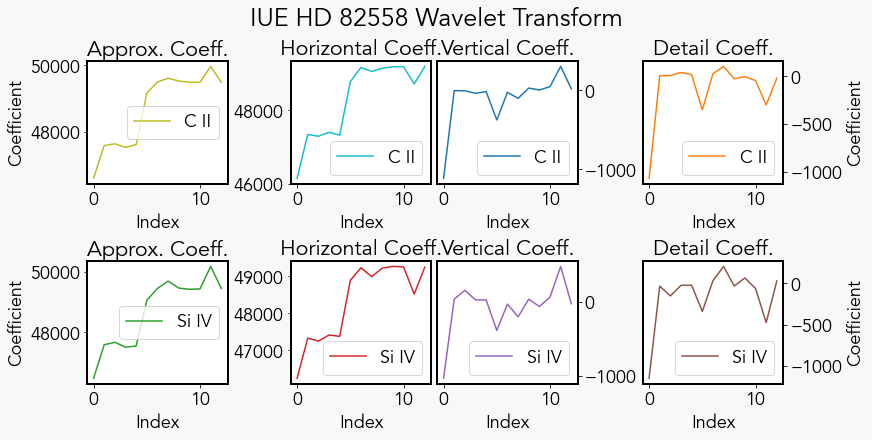 IUE HD 82558 Wavelet Transform
Approx. Coeff. Horizontal Coeff. Vertical Coeff. Detail Coeff.
Coefficient
50000
48000
C II
0 10
Index
48000
46000
C II
0 10
Index
0
−1000
C II
0 10
Index
0
−500
−1000
C II
0 10
Index
Coefficient
Approx. Coeff. Horizontal Coeff. Vertical Coeff. Detail Coeff.
Coefficient
50000
48000
Si IV
0 10
Index
49000
48000
47000
Si IV
0 10
Index
0
−1000
Si IV
0 10
Index
0
−500
−1000
Si IV
0 10
Index
Coefficient